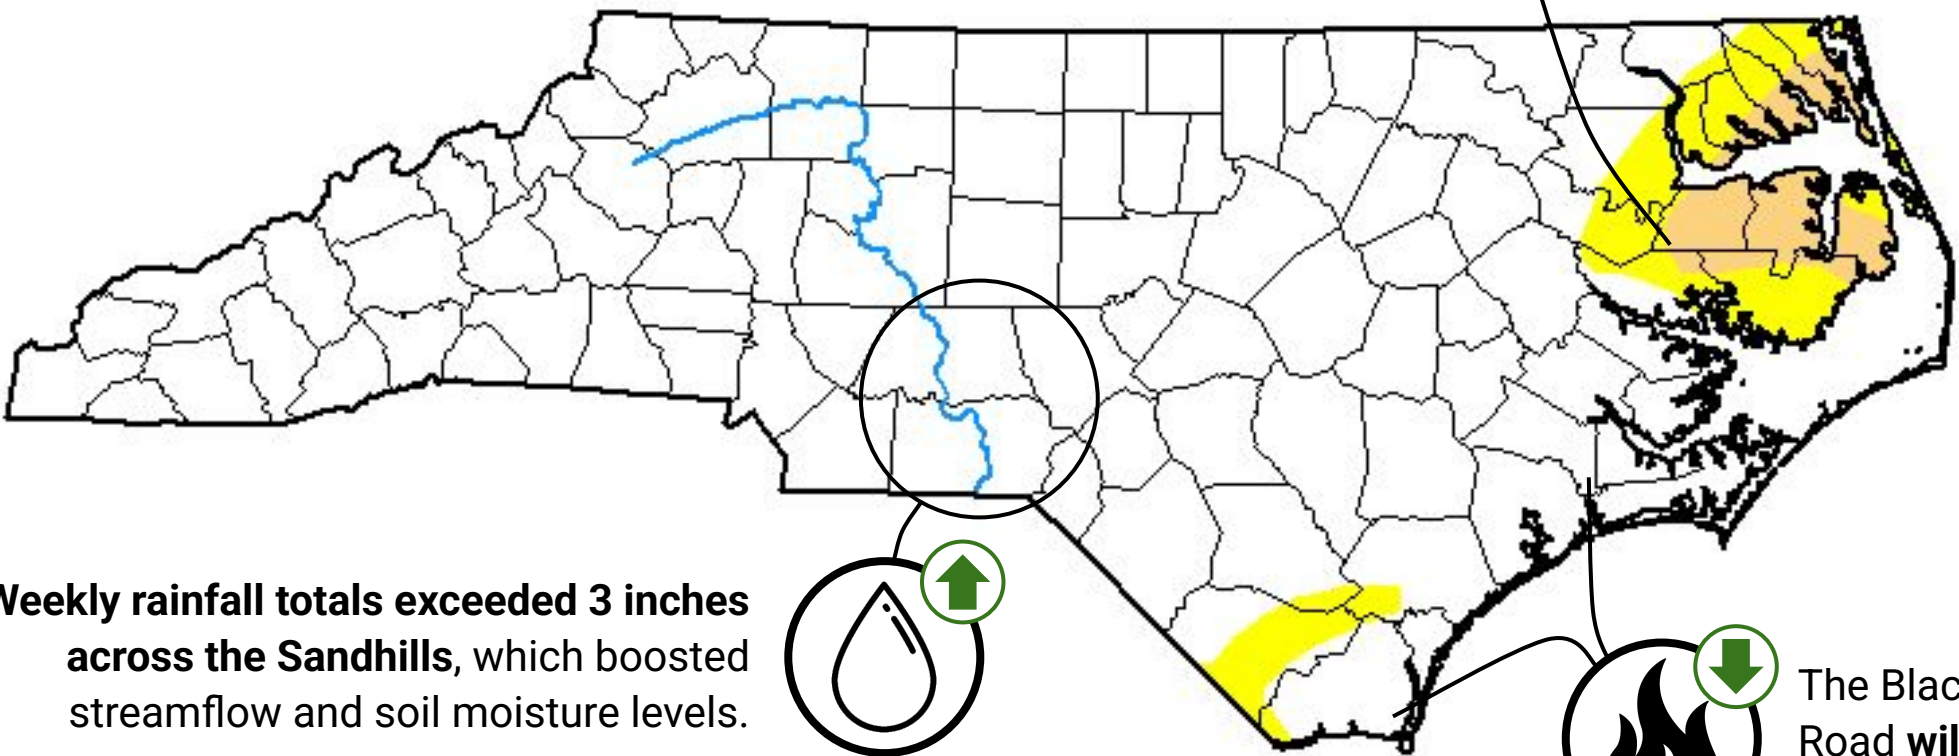 Weekly rainfall totals exceeded 3 inches
across the Sandhills, which boosted
streamflow and soil moisture levels.
The Blac
Road wil